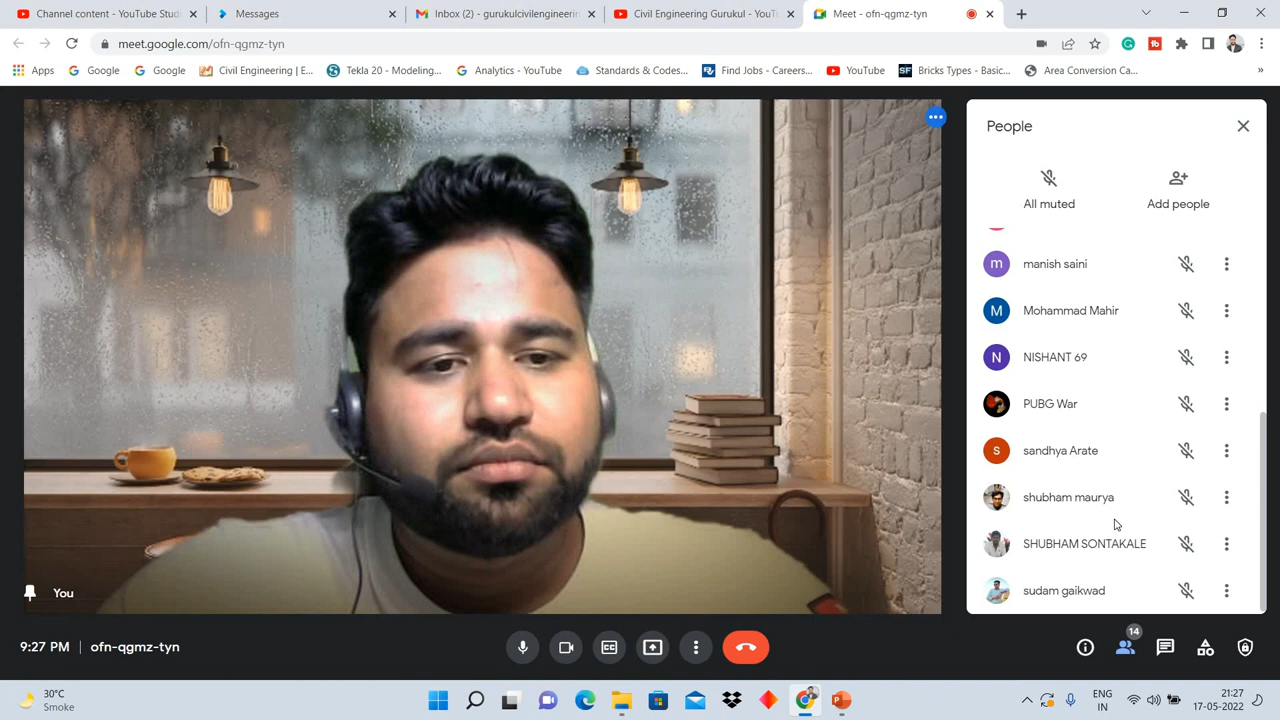 Channel content - YouTube Stud
Messages
Inbox (2) - gurukulcivilengineerin
Civil Engineering Gurukul - YouT
Meet - ofn-qgmz-tyn
meet.google.com/ofn-qgmz-tyn
Apps
Google
Google
Civil Engineering | E...
Tekla 20 - Modeling...
Analytics - YouTube
Standards & Codes...
Find Jobs - Careers...
YouTube
SF Bricks Types - Basic...
Area Conversion Ca...
»
People
All muted
Add people
m manish saini
M Mohammad Mahir
N NISHANT 69
PUBG War
s sandhya Arate
shubham maurya
SHUBHAM SONTAKALE
sudam gaikwad
You
9:27 PM | ofn-qgmz-tyn
CC
14
30°C
Smoke
ENG
IN
21:27
17-05-2022